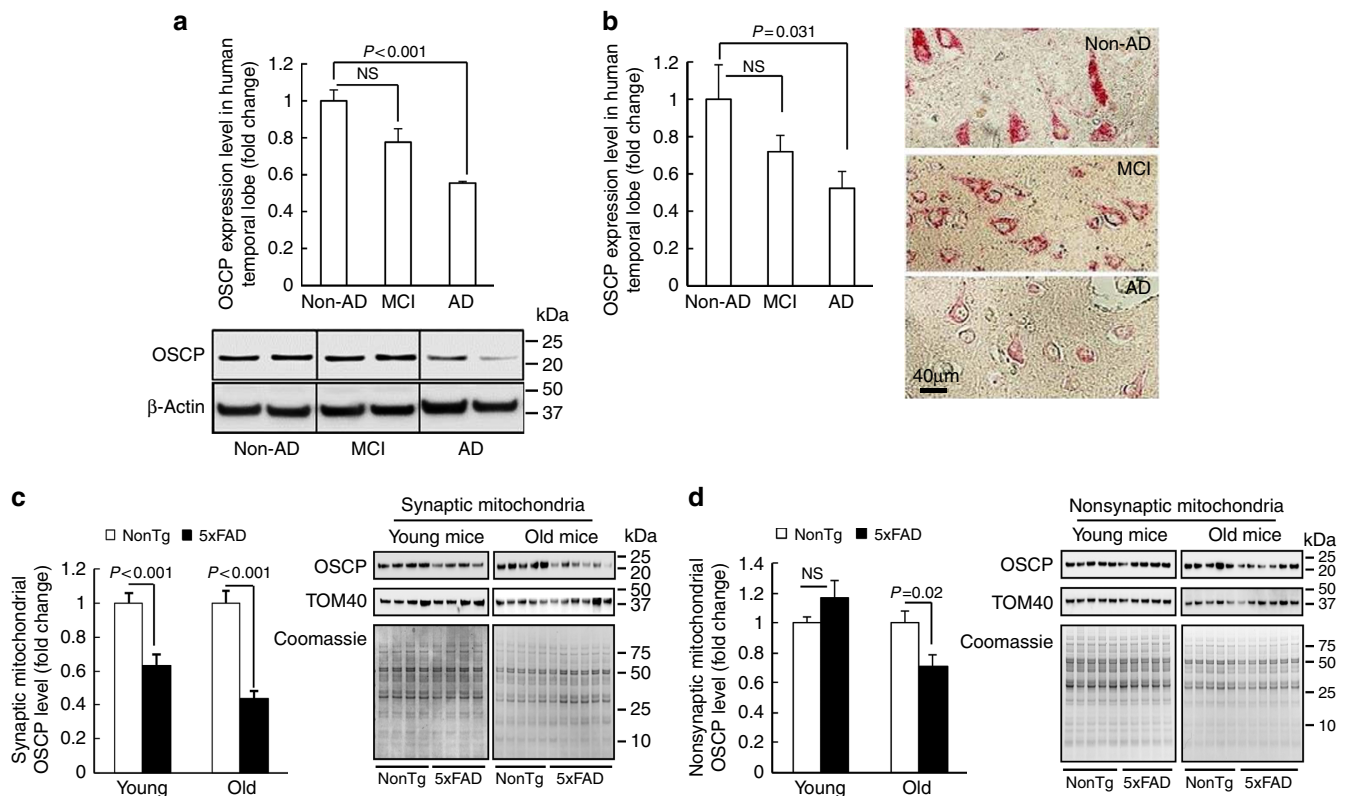 a
P<0.001
NS
OSCP expression level in human
temporal lobe (fold change)
1.2
1
0.8
0.6
0.4
0.2
0
Non-AD MCI AD
kDa
OSCP
25
20
β-Actin
50
37
Non-AD MCI AD
b
P=0.031
NS
OSCP expression level in human
temporal lobe (fold change)
1.2
1
0.8
0.6
0.4
0.2
0
Non-AD MCI AD
Non-AD
MCI
AD
40μm
c
NonTg 5xFAD
P<0.001 P<0.001
Synaptic mitochondrial
OSCP level (fold change)
1.2
1
0.8
0.6
0.4
0.2
0
Young Old
Synaptic mitochondria
Young mice Old mice
kDa
OSCP
25
20
TOM40
50
37
Coomassie
75
50
25
10
NonTg 5xFAD NonTg 5xFAD
d
NonTg 5xFAD
NS
P=0.02
Nonsynaptic mitochondrial
OSCP level (fold change)
1.4
1.2
1
0.8
0.6
0.4
0.2
0
Young Old
Nonsynaptic mitochondria
Young mice Old mice
kDa
OSCP
25
20
TOM40
50
37
Coomassie
75
50
25
10
NonTg 5xFAD NonTg 5xFAD